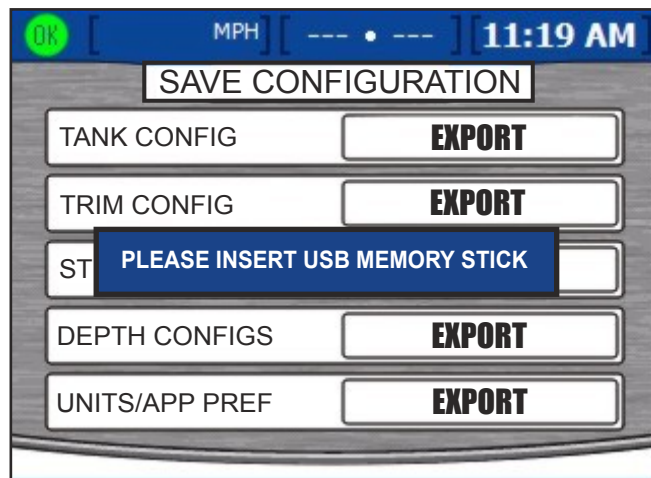 OK [ MPH ] [ --- • --- ] [ 11:19 AM ]
SAVE CONFIGURATION
TANK CONFIG EXPORT
TRIM CONFIG EXPORT
ST
PLEASE INSERT USB MEMORY STICK
DEPTH CONFIGS EXPORT
UNITS/APP PREF EXPORT